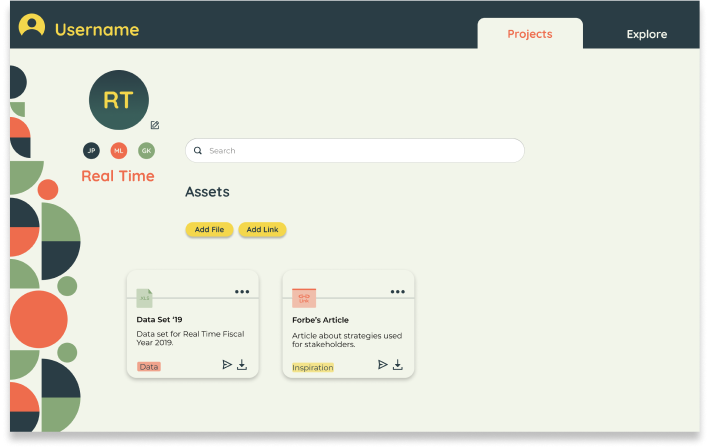 Username
Projects
Explore
RT
JP ML GK
Real Time
Search
Assets
Add File Add Link
XLS
Data Set ‘19
Data set for Real Time Fiscal
Year 2019.
Data
LINK
Forbe’s Article
Article about strategies used
for stakeholders.
Inspiration